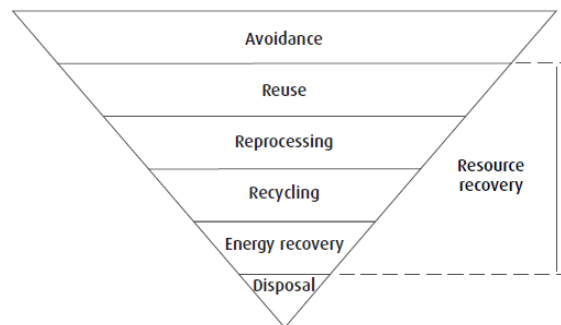 Avoidance
Reuse
Reprocessing
Recycling
Energy recovery
Disposal
Resource
recovery